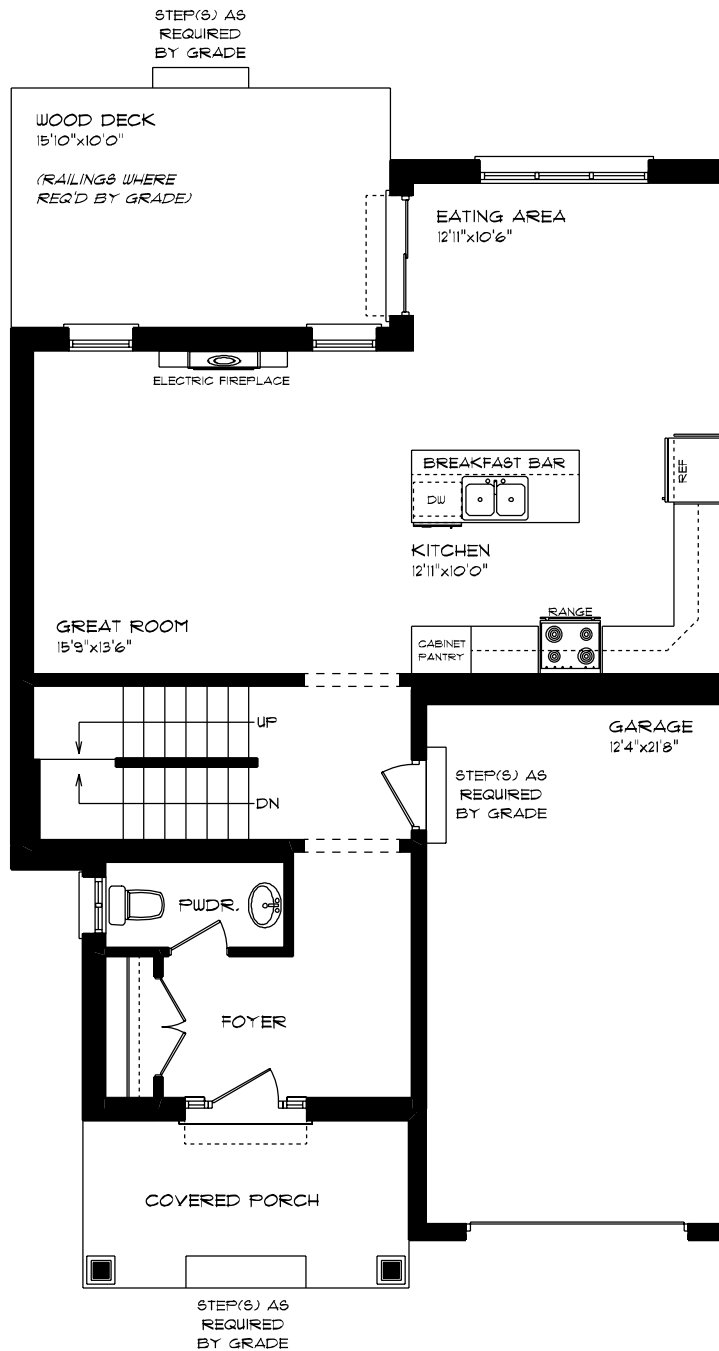 STEP(S) AS
REQUIRED
BY GRADE
WOOD DECK
15'10"x10'0"
(RAILINGS WHERE
REQ'D BY GRADE)
EATING AREA
12'11"x10'6"
ELECTRIC FIREPLACE
BREAKFAST BAR
DW
REF
KITCHEN
12'11"x10'0"
GREAT ROOM
15'9"x13'6"
RANGE
CABINET
PANTRY
UP
DN
GARAGE
12'4"x21'8"
STEP(S) AS
REQUIRED
BY GRADE
PWDR.
FOYER
COVERED PORCH
STEP(S) AS
REQUIRED
BY GRADE